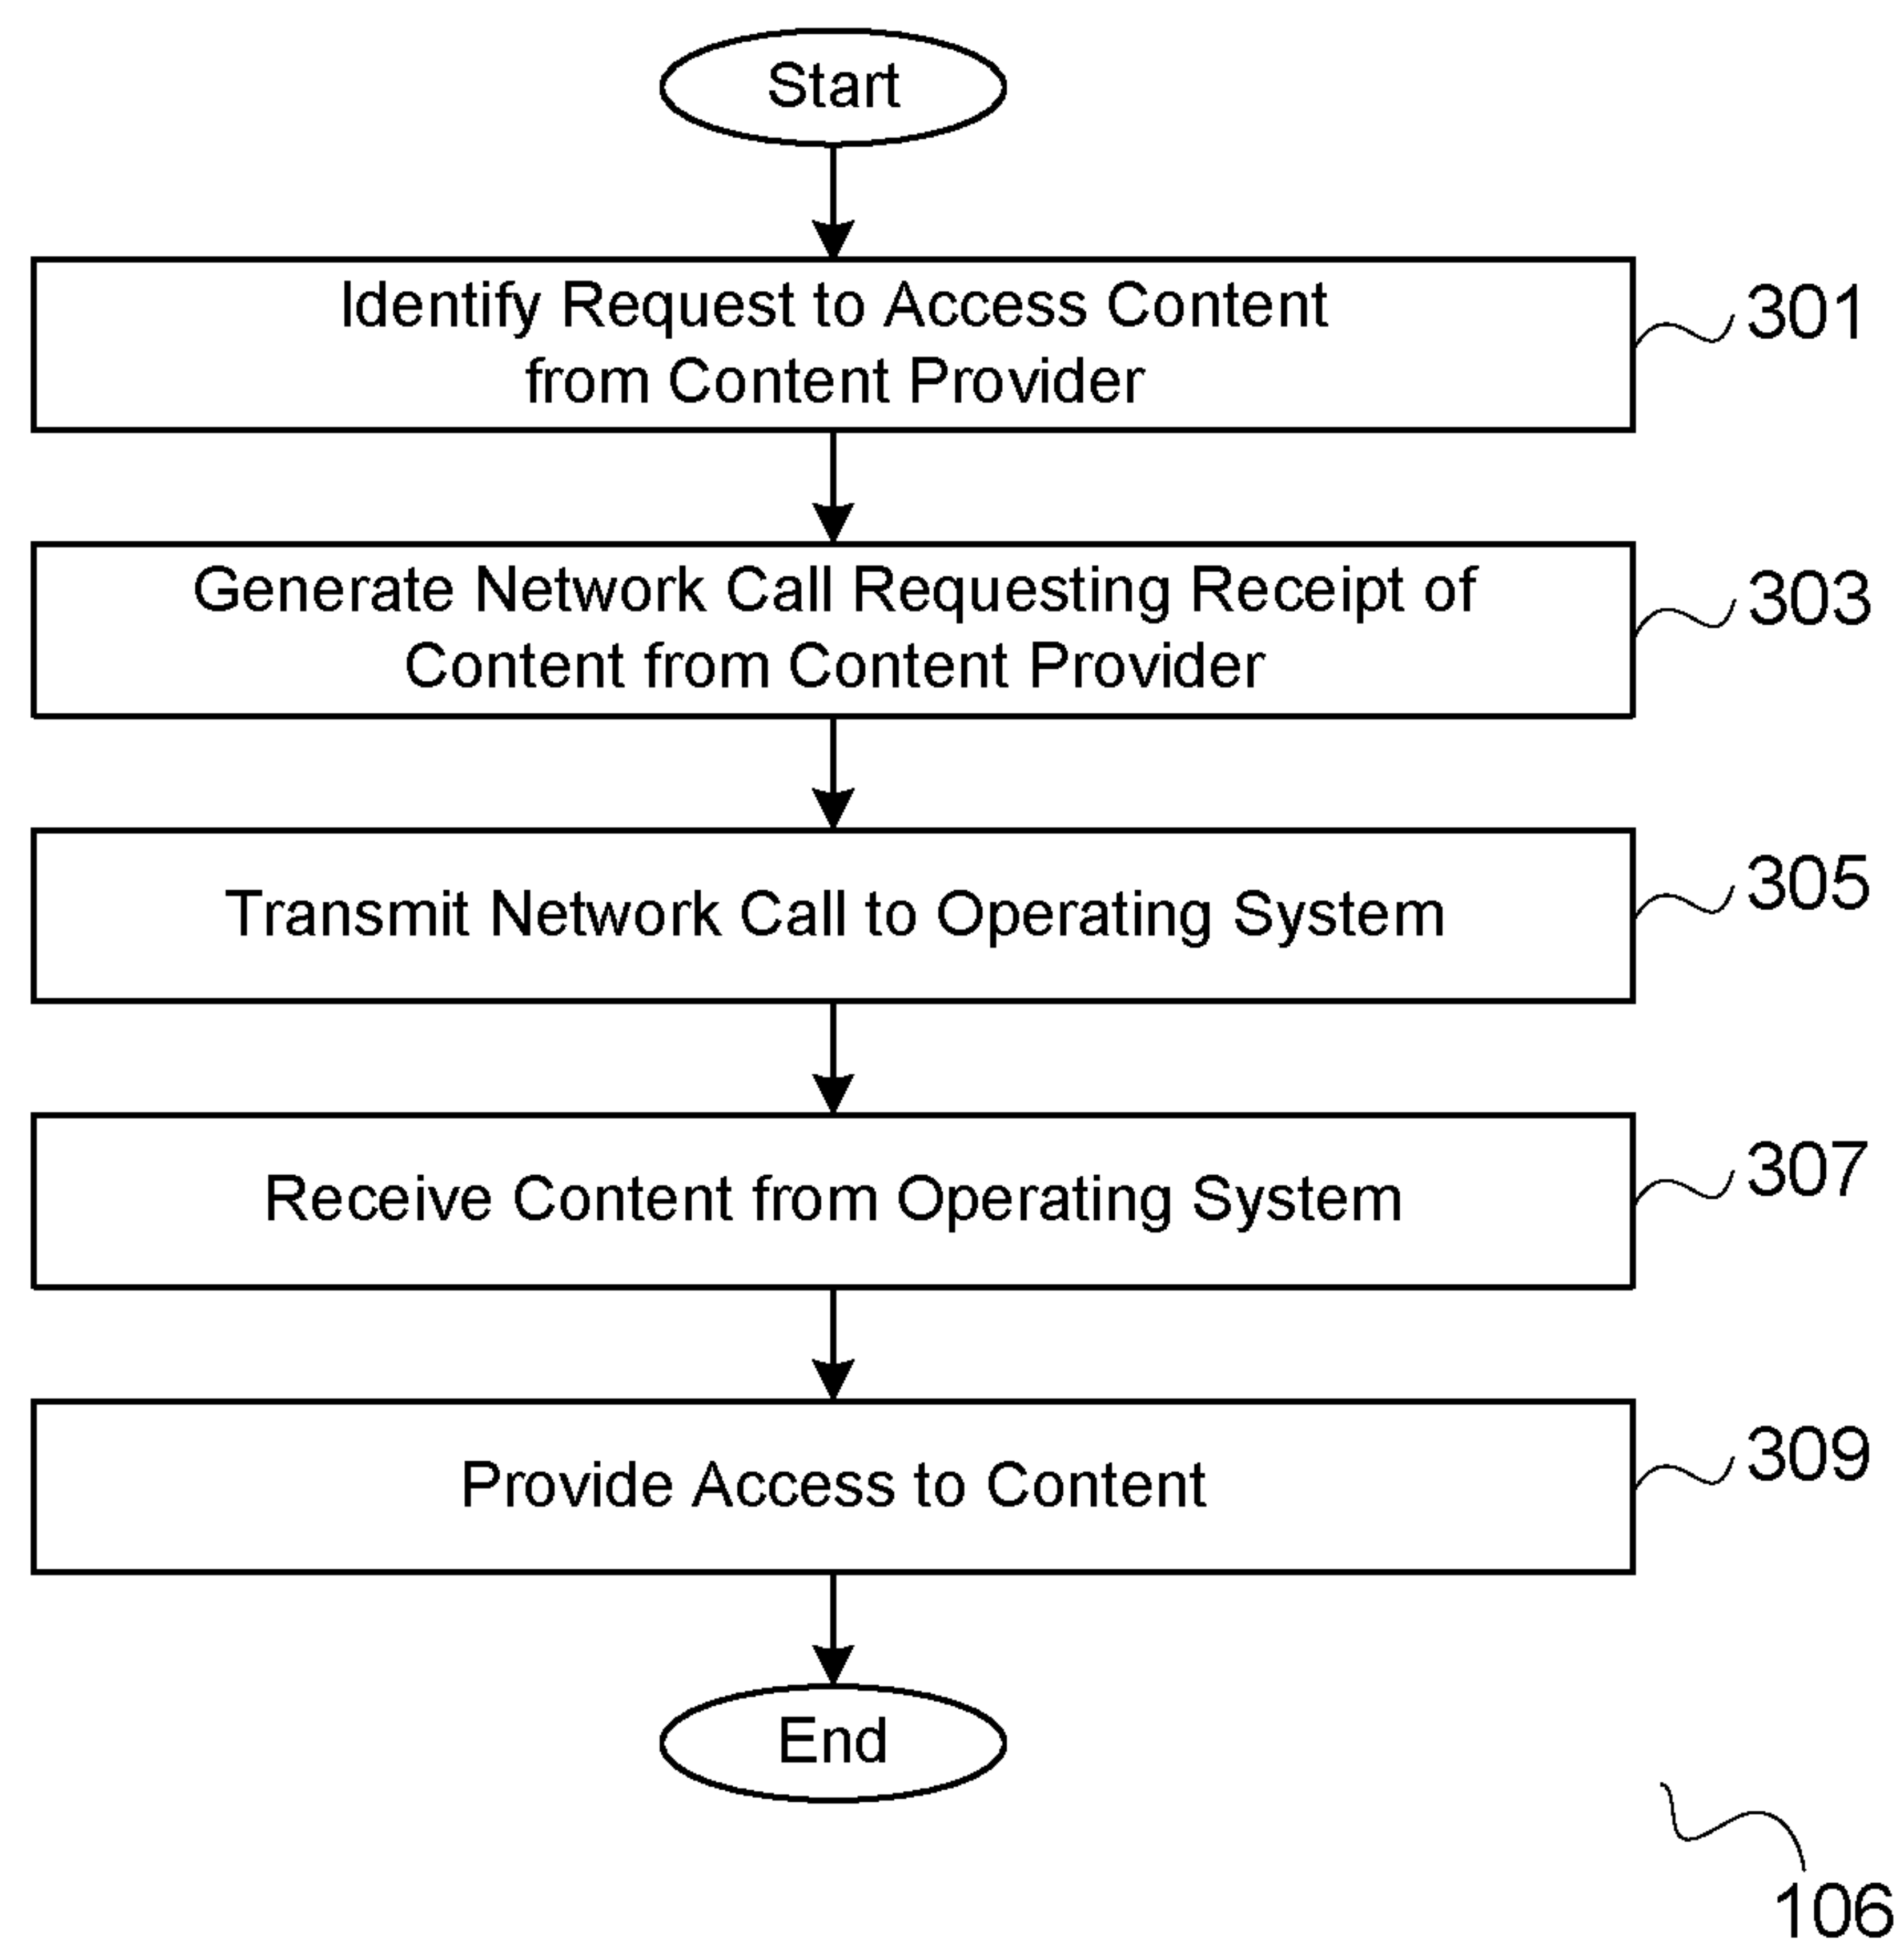 Start
Identify Request to Access Content
from Content Provider
301
Generate Network Call Requesting Receipt of
Content from Content Provider
303
Transmit Network Call to Operating System
305
Receive Content from Operating System
307
Provide Access to Content
309
End
106